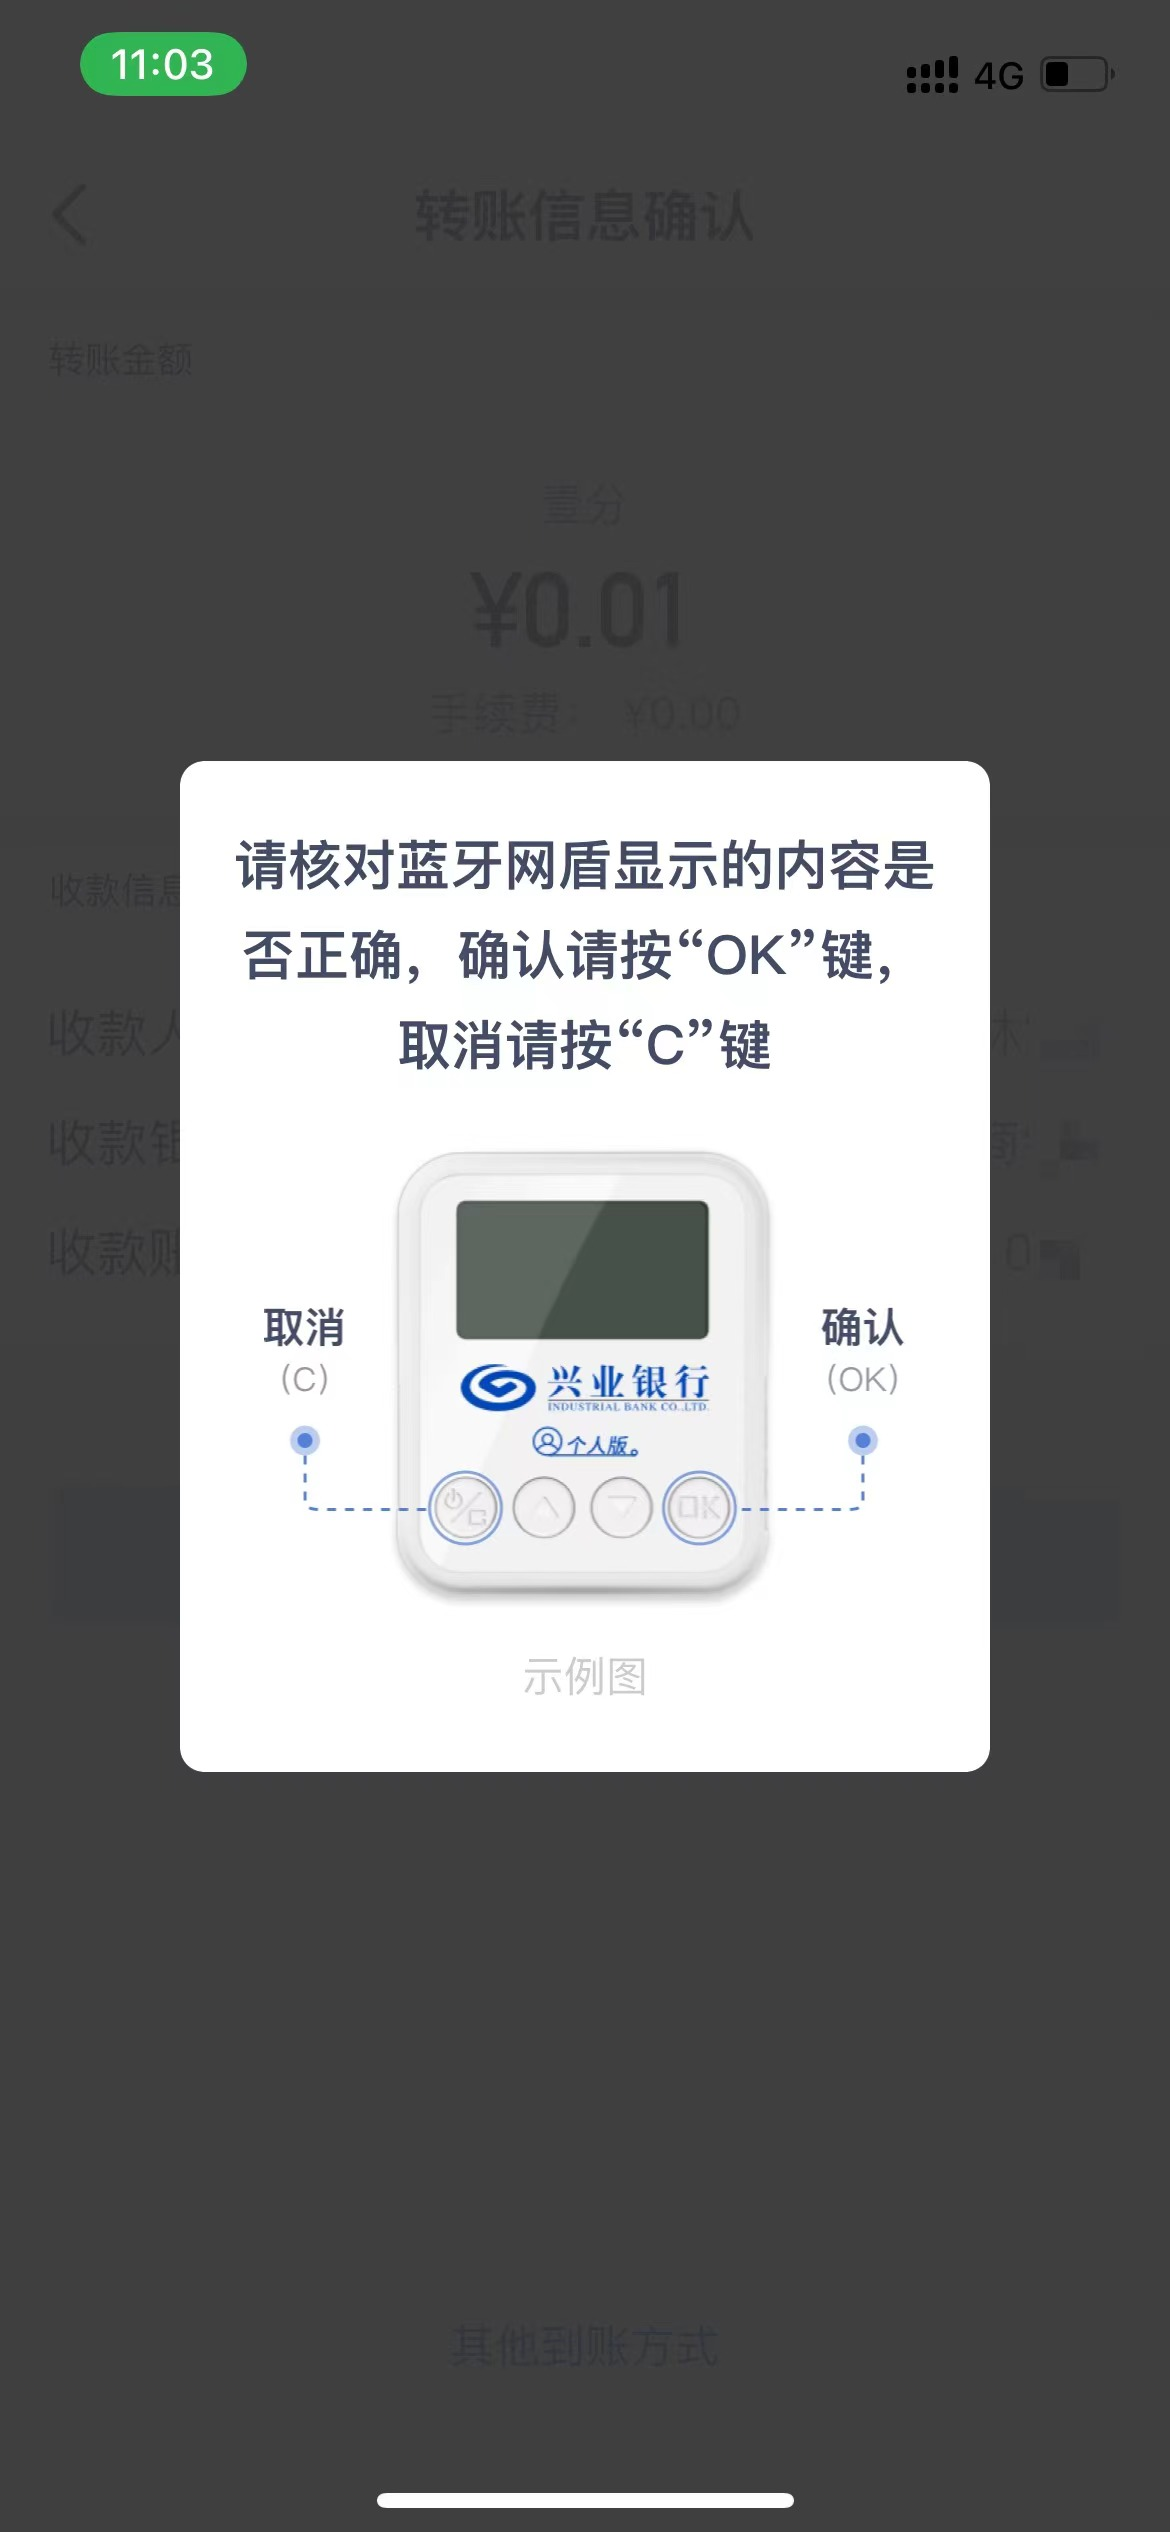 11:03
4G
转账信息确认
转账金额
壹分
¥0.01
手续费： ¥0.00
请核对蓝牙网盾显示的内容是
否正确，确认请按“OK”键，
取消请按“C”键
收款信息
收款人
收款银
收款账
0
取消
(C)
确认
(OK)
兴业银行
INDUSTRIAL BANK CO.,LTD.
个人版。
C
OK
示例图
其他到账方式